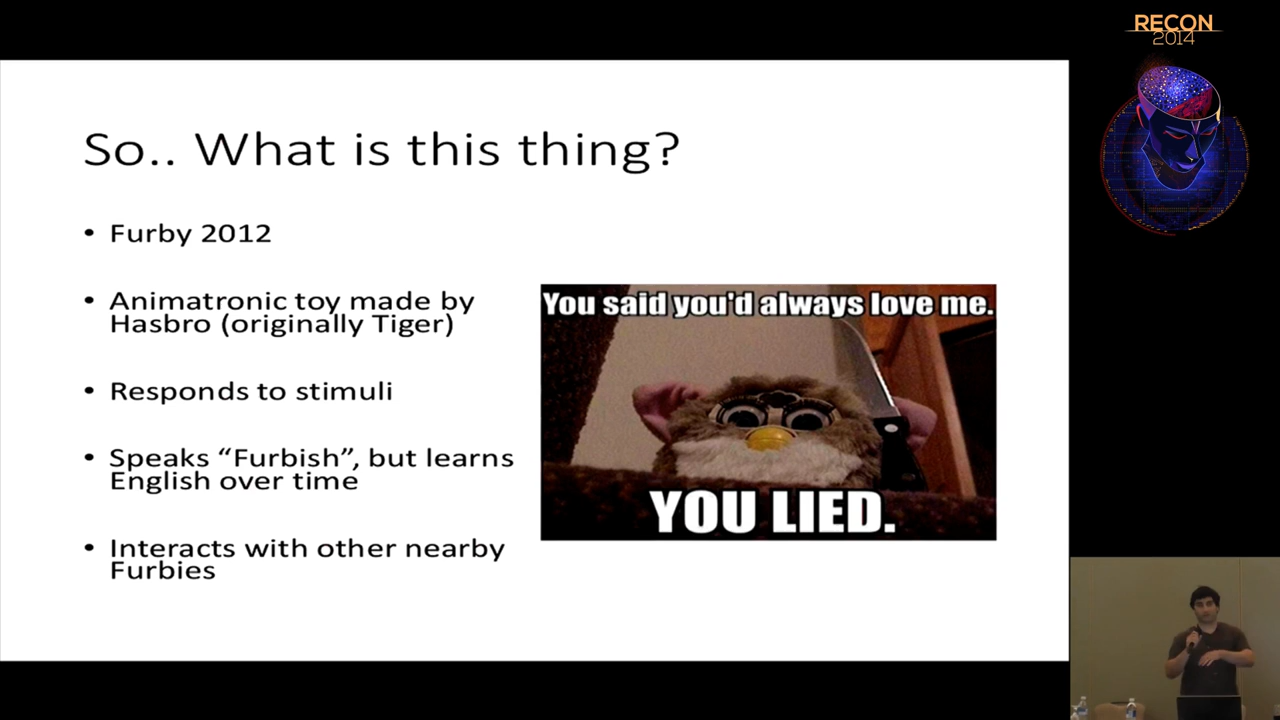 RECON
2014
So.. What is this thing?
• Furby 2012
• Animatronic toy made by
Hasbro (originally Tiger)
• Responds to stimuli
• Speaks “Furbish”, but learns
English over time
• Interacts with other nearby
Furbies
You said you'd always love me.
YOU LIED.